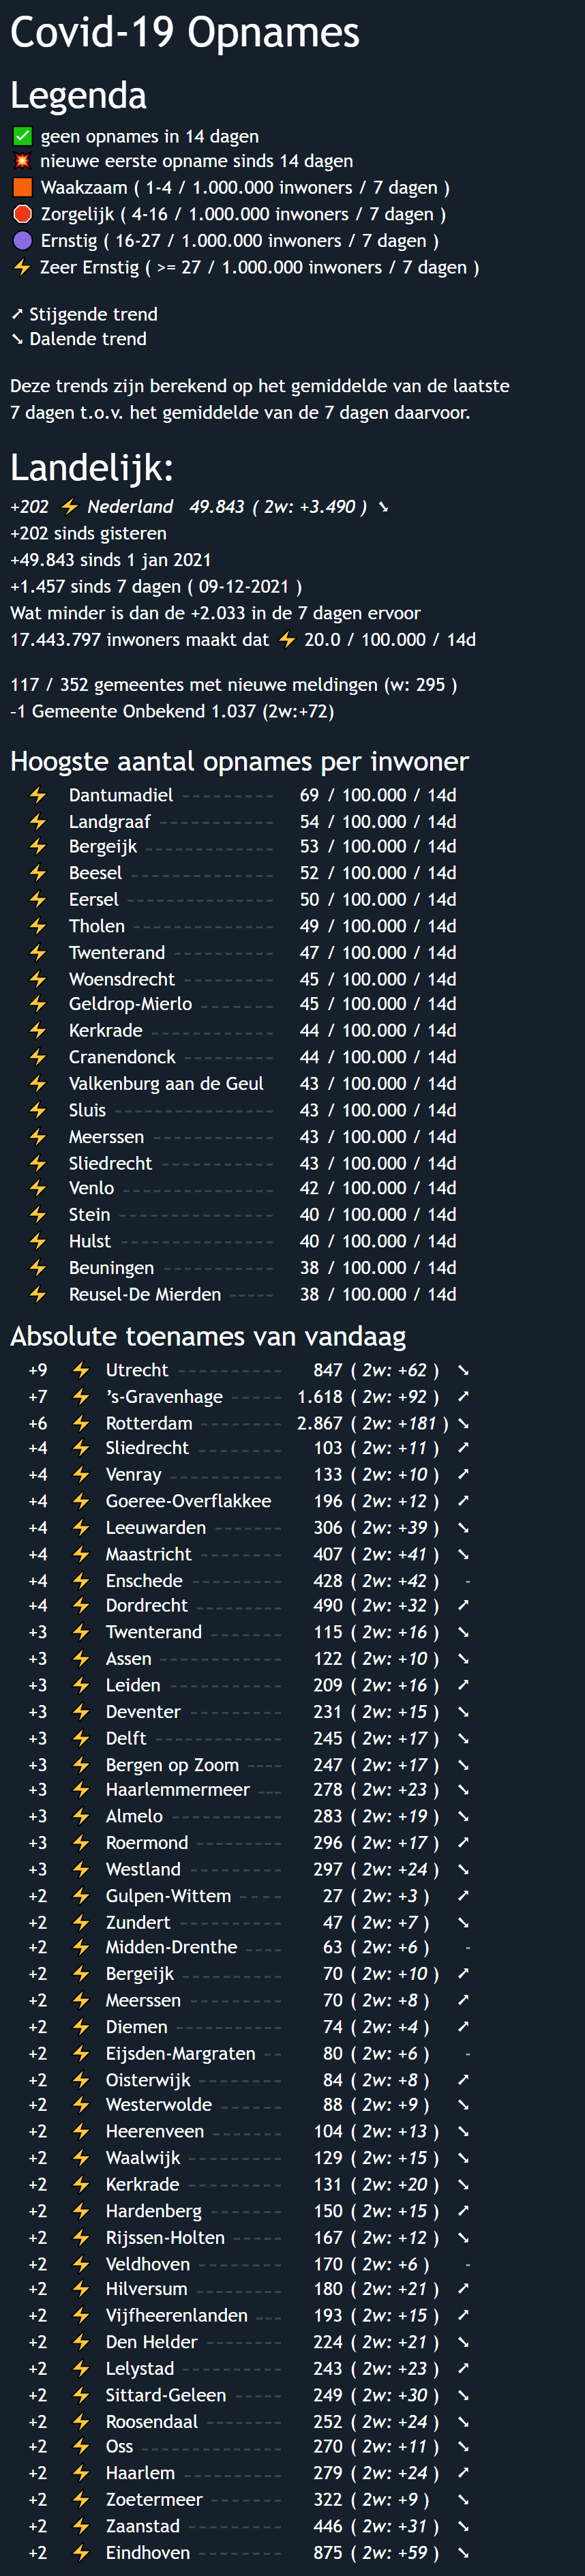 Covid-19 Opnames
Legenda
✅ geen opnames in 14 dagen
💥 nieuwe eerste opname sinds 14 dagen
🟧 Waakzaam ( 1-4 / 1.000.000 inwoners / 7 dagen )
🛑 Zorgelijk ( 4-16 / 1.000.000 inwoners / 7 dagen )
🟣 Ernstig ( 16-27 / 1.000.000 inwoners / 7 dagen )
⚡ Zeer Ernstig ( >= 27 / 1.000.000 inwoners / 7 dagen )
➚ Stijgende trend
➘ Dalende trend
Deze trends zijn berekend op het gemiddelde van de laatste
7 dagen t.o.v. het gemiddelde van de 7 dagen daarvoor.
Landelijk:
+202 ⚡ Nederland 49.843 ( 2w: +3.490 ) ➘
+202 sinds gisteren
+49.843 sinds 1 jan 2021
+1.457 sinds 7 dagen ( 09-12-2021 )
Wat minder is dan de +2.033 in de 7 dagen ervoor
17.443.797 inwoners maakt dat ⚡ 20.0 / 100.000 / 14d
117 / 352 gemeentes met nieuwe meldingen (w: 295 )
-1 Gemeente Onbekend 1.037 (2w:+72)
Hoogste aantal opnames per inwoner
⚡ Dantumadiel ---------- 69 / 100.000 / 14d
⚡ Landgraaf ------------ 54 / 100.000 / 14d
⚡ Bergeijk -------------- 53 / 100.000 / 14d
⚡ Beesel --------------- 52 / 100.000 / 14d
⚡ Eersel ---------------- 50 / 100.000 / 14d
⚡ Tholen --------------- 49 / 100.000 / 14d
⚡ Twenterand ----------- 47 / 100.000 / 14d
⚡ Woensdrecht ---------- 45 / 100.000 / 14d
⚡ Geldrop-Mierlo -------- 45 / 100.000 / 14d
⚡ Kerkrade ------------- 44 / 100.000 / 14d
⚡ Cranendonck ---------- 44 / 100.000 / 14d
⚡ Valkenburg aan de Geul 43 / 100.000 / 14d
⚡ Sluis ----------------- 43 / 100.000 / 14d
⚡ Meerssen ------------- 43 / 100.000 / 14d
⚡ Sliedrecht ------------ 43 / 100.000 / 14d
⚡ Venlo ---------------- 42 / 100.000 / 14d
⚡ Stein ----------------- 40 / 100.000 / 14d
⚡ Hulst ----------------- 40 / 100.000 / 14d
⚡ Beuningen ------------ 38 / 100.000 / 14d
⚡ Reusel-De Mierden ----- 38 / 100.000 / 14d
Absolute toenames van vandaag
+9 ⚡ Utrecht ----------- 847 ( 2w: +62 ) ➘
+7 ⚡ 's-Gravenhage ------ 1.618 ( 2w: +92 ) ➚
+6 ⚡ Rotterdam --------- 2.867 ( 2w: +181 ) ➘
+4 ⚡ Sliedrecht --------- 103 ( 2w: +11 ) ➚
+4 ⚡ Venray ------------ 133 ( 2w: +10 ) ➚
+4 ⚡ Goeree-Overflakkee 196 ( 2w: +12 ) ➚
+4 ⚡ Leeuwarden -------- 306 ( 2w: +39 ) ➘
+4 ⚡ Maastricht --------- 407 ( 2w: +41 ) ➘
+4 ⚡ Enschede ---------- 428 ( 2w: +42 ) -
+4 ⚡ Dordrecht --------- 490 ( 2w: +32 ) ➚
+3 ⚡ Twenterand -------- 115 ( 2w: +16 ) ➘
+3 ⚡ Assen ------------- 122 ( 2w: +10 ) ➘
+3 ⚡ Leiden ------------ 209 ( 2w: +16 ) ➚
+3 ⚡ Deventer ---------- 231 ( 2w: +15 ) ➘
+3 ⚡ Delft -------------- 245 ( 2w: +17 ) ➘
+3 ⚡ Bergen op Zoom ---- 247 ( 2w: +17 ) ➘
+3 ⚡ Haarlemmermeer --- 278 ( 2w: +23 ) ➘
+3 ⚡ Almelo ------------ 283 ( 2w: +19 ) ➘
+3 ⚡ Roermond ---------- 296 ( 2w: +17 ) ➚
+3 ⚡ Westland ---------- 297 ( 2w: +24 ) ➘
+2 ⚡ Gulpen-Wittem ---- 27 ( 2w: +3 ) ➚
+2 ⚡ Zundert ----------- 47 ( 2w: +7 ) ➘
+2 ⚡ Midden-Drenthe ---- 63 ( 2w: +6 ) -
+2 ⚡ Bergeijk ----------- 70 ( 2w: +10 ) ➚
+2 ⚡ Meerssen ---------- 70 ( 2w: +8 ) ➚
+2 ⚡ Diemen ----------- 74 ( 2w: +4 ) ➚
+2 ⚡ Eijsden-Margraten -- 80 ( 2w: +6 ) -
+2 ⚡ Oisterwijk --------- 84 ( 2w: +8 ) ➚
+2 ⚡ Westerwolde ------- 88 ( 2w: +9 ) ➘
+2 ⚡ Heerenveen -------- 104 ( 2w: +13 ) ➘
+2 ⚡ Waalwijk ---------- 129 ( 2w: +15 ) ➘
+2 ⚡ Kerkrade ---------- 131 ( 2w: +20 ) ➘
+2 ⚡ Hardenberg -------- 150 ( 2w: +15 ) ➚
+2 ⚡ Rijssen-Holten ------ 167 ( 2w: +12 ) ➘
+2 ⚡ Veldhoven --------- 170 ( 2w: +6 ) -
+2 ⚡ Hilversum --------- 180 ( 2w: +21 ) ➚
+2 ⚡ Vijfheerenlanden --- 193 ( 2w: +15 ) ➚
+2 ⚡ Den Helder -------- 224 ( 2w: +21 ) ➘
+2 ⚡ Lelystad ----------- 243 ( 2w: +23 ) ➚
+2 ⚡ Sittard-Geleen ----- 249 ( 2w: +30 ) ➘
+2 ⚡ Roosendaal -------- 252 ( 2w: +24 ) ➘
+2 ⚡ Oss --------------- 270 ( 2w: +11 ) ➘
+2 ⚡ Haarlem ----------- 279 ( 2w: +24 ) ➚
+2 ⚡ Zoetermeer -------- 322 ( 2w: +9 ) ➘
+2 ⚡ Zaanstad ---------- 446 ( 2w: +31 ) ➘
+2 ⚡ Eindhoven --------- 875 ( 2w: +59 ) ➘